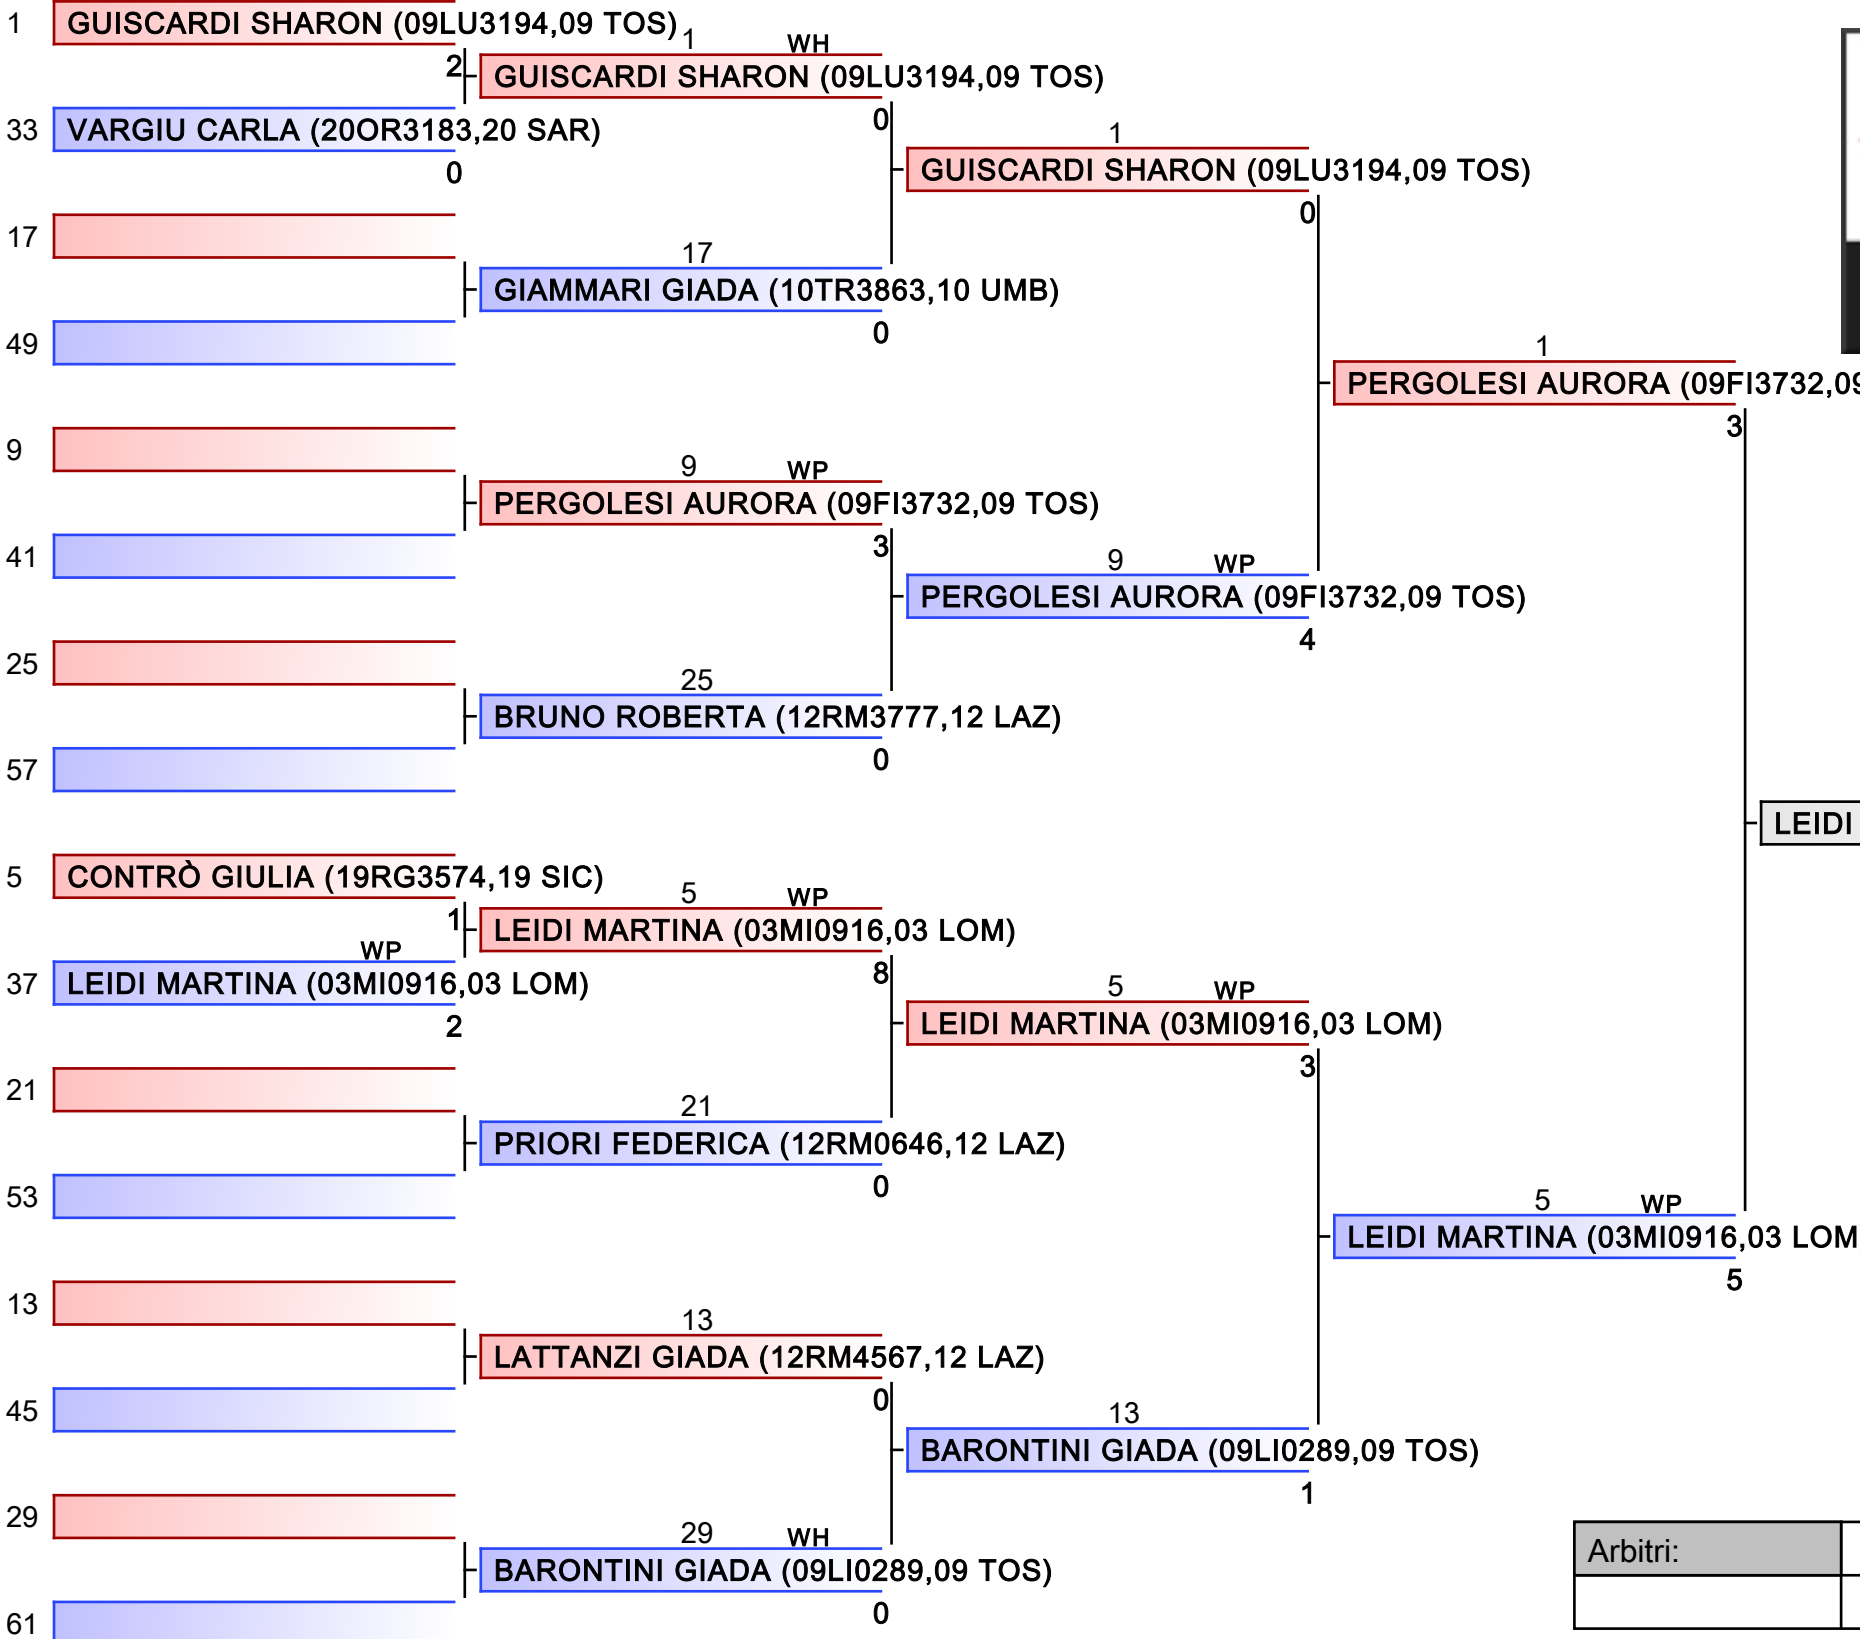 1 GUISCARDI SHARON (09LU3194,09 TOS)
2
1 WH
GUISCARDI SHARON (09LU3194,09 TOS)
0
33 VARGIU CARLA (20OR3183,20 SAR)
0
1
GUISCARDI SHARON (09LU3194,09 TOS)
0
17
17
GIAMMARI GIADA (10TR3863,10 UMB)
0
49
1
PERGOLESI AURORA (09FI3732,09
3
9
9 WP
PERGOLESI AURORA (09FI3732,09 TOS)
3
41
9 WP
PERGOLESI AURORA (09FI3732,09 TOS)
4
25
25
BRUNO ROBERTA (12RM3777,12 LAZ)
0
57
LEIDI
5 CONTRÒ GIULIA (19RG3574,19 SIC)
1
5 WP
LEIDI MARTINA (03MI0916,03 LOM)
8
WP
37 LEIDI MARTINA (03MI0916,03 LOM)
2
5 WP
LEIDI MARTINA (03MI0916,03 LOM)
3
21
21
PRIORI FEDERICA (12RM0646,12 LAZ)
0
53
5 WP
LEIDI MARTINA (03MI0916,03 LOM
5
13
13
LATTANZI GIADA (12RM4567,12 LAZ)
0
45
13
BARONTINI GIADA (09LI0289,09 TOS)
1
29
29 WH
BARONTINI GIADA (09LI0289,09 TOS)
0
61
Arbitri: